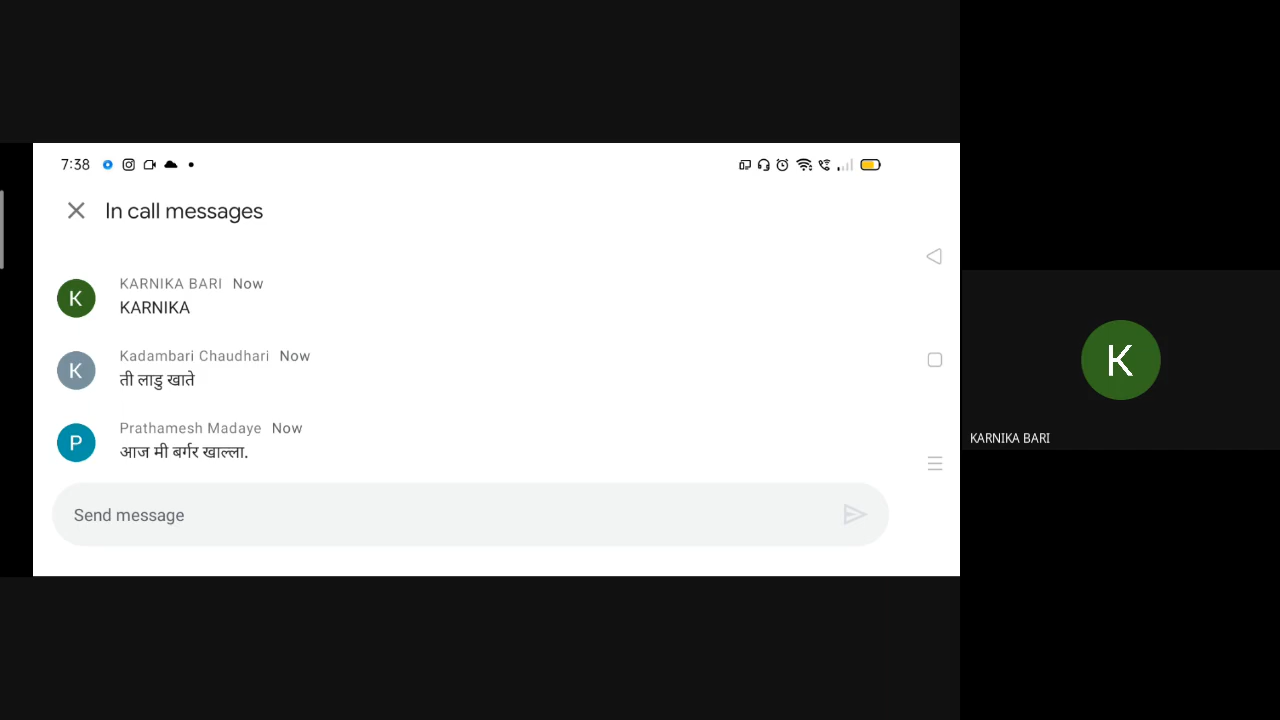 7:38
In call messages
K
KARNIKA BARI Now
KARNIKA
K
Kadambari Chaudhari Now
ती लाडु खाते
P
Prathamesh Madaye Now
आज मी बर्गर खाल्ला.
Send message
K
KARNIKA BARI